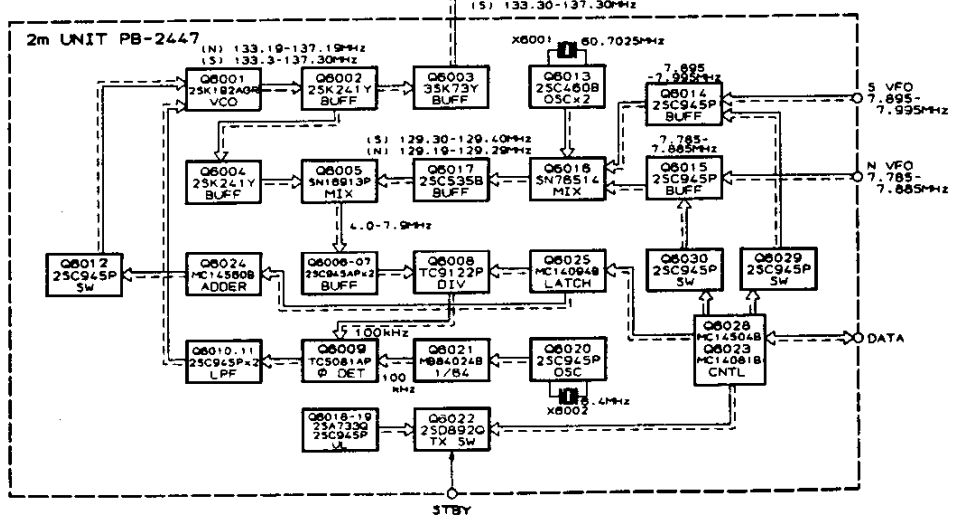 (S) 133.30-137.30MHz
2m UNIT PB-2447
(N) 133.19-137.19MHz
(S) 133.3-137.30MHz
X6001
60.7025MHz
Q6001
2SK192AGR
VCO
Q6002
2SK241Y
BUFF
Q6003
3SK73Y
BUFF
Q6013
2SC460B
OSCx2
7.895
-7.995MHz
Q6014
2SC945P
BUFF
S VFO
7.895-
7.995MHz
(S) 129.30-129.40MHz
(N) 129.19-129.29MHz
7.785-
7.885MHz
Q6004
2SK241Y
BUFF
Q6005
SN16913P
MIX
Q6017
2SC535B
BUFF
Q6016
SN76514
MIX
Q6015
2SC945P
BUFF
N VFO
7.785-
7.885MHz
4.0-7.9MHz
Q6012
2SC945P
SW
Q6024
MC14560B
ADDER
Q6006-07
2SC945APx2
BUFF
Q6008
TC9122P
DIV
Q6025
MC14094B
LATCH
Q6030
2SC945P
SW
Q6029
2SC945P
SW
100kHz
Q6010.11
2SC945Px2
LPF
Q6009
TC5081AP
Ø DET
100
kHz
Q6021
MB84024B
1/64
Q6020
2SC945P
OSC
Q6028
MC14504B
Q6023
MC14081B
CNTL
DATA
X6002
6.4MHz
Q6018-19
2SA733Q
2SC945P
UL
Q6022
2SD892Q
TX SW
STBY